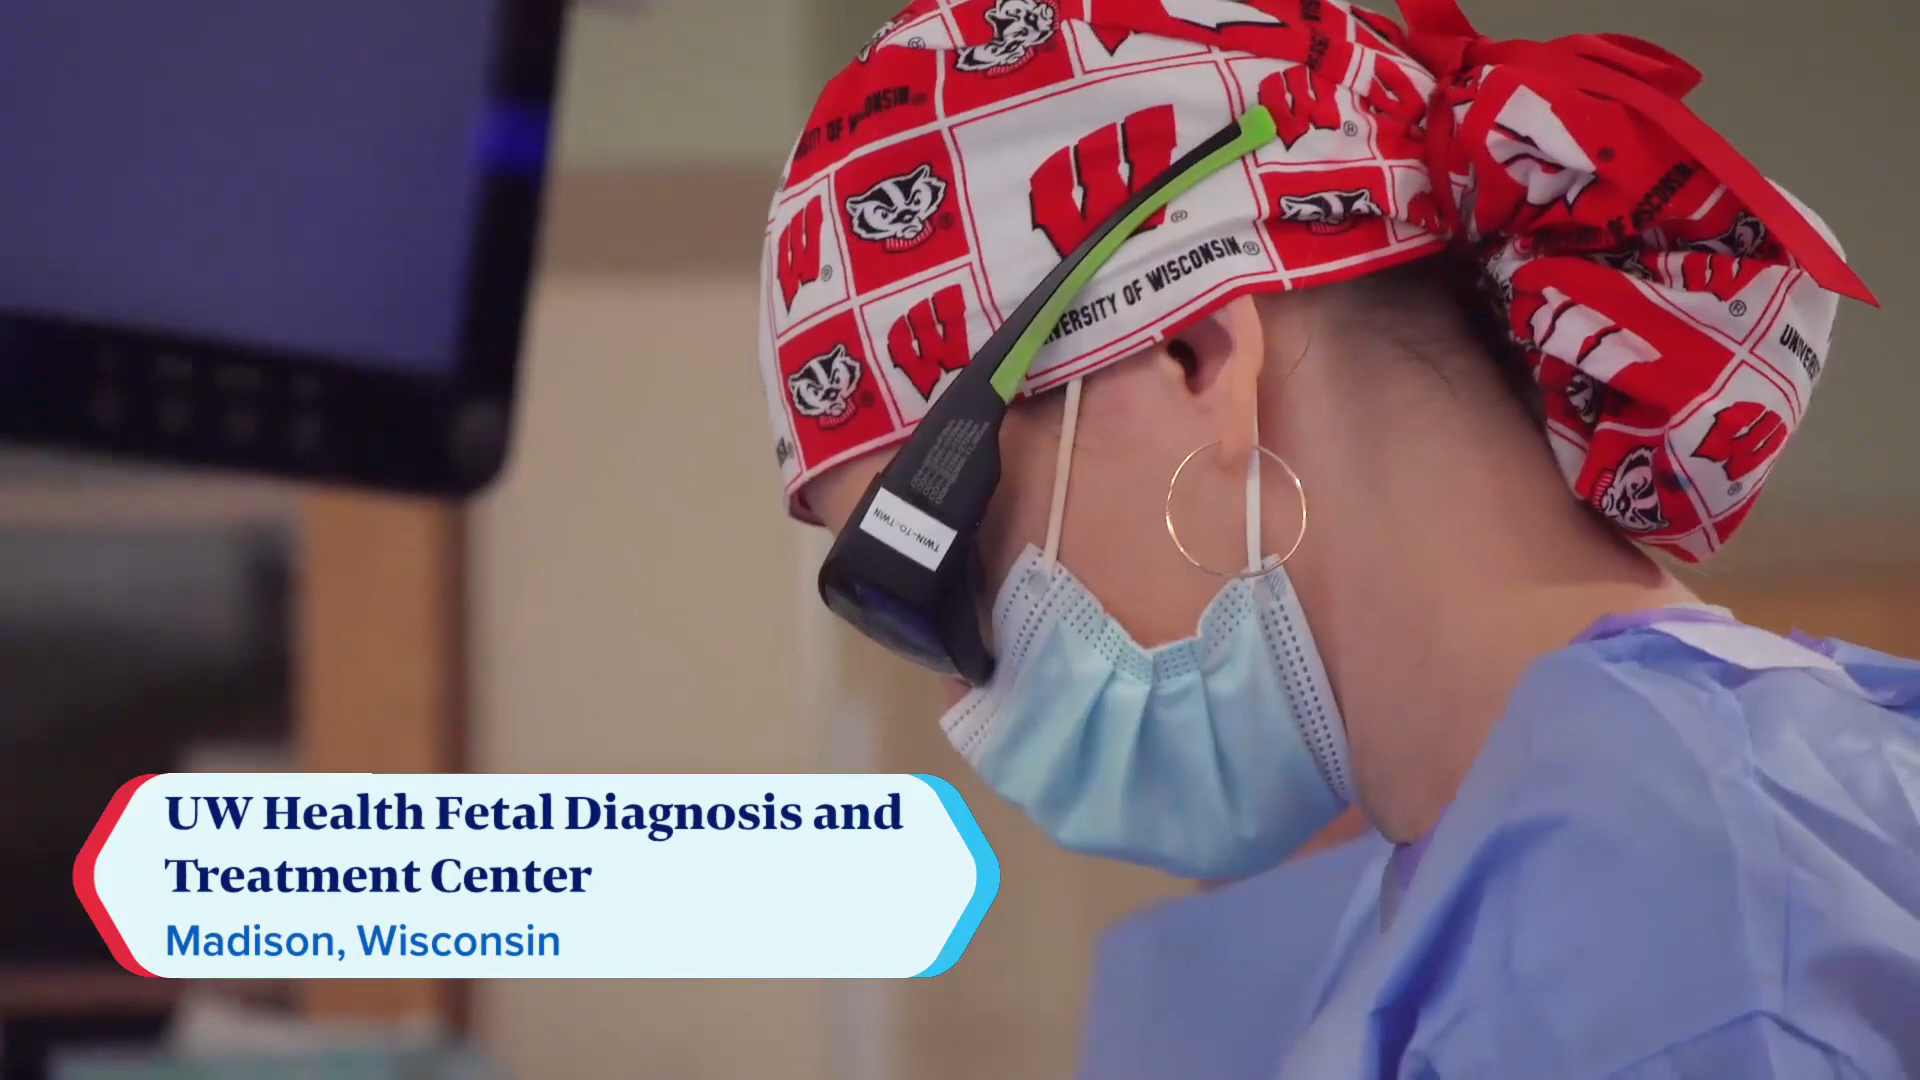 UNIVERSITY OF WISCONSIN®
W®
TWIN-TO-TWIN
UW Health Fetal Diagnosis and
Treatment Center
Madison, Wisconsin